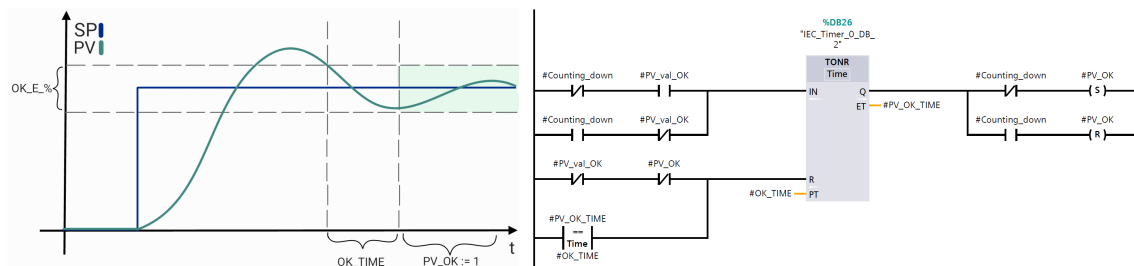 SP
PV
OK_E_%
t
OK_TIME
PV_OK := 1
%DB26
"IEC_Timer_0_DB_
2"
TONR
Time
#Counting_down
#PV_val_OK
IN
Q
#Counting_down
#PV_OK
S
ET
#PV_OK_TIME
#Counting_down
#PV_val_OK
#Counting_down
#PV_OK
R
#PV_val_OK
#PV_OK
R
#OK_TIME
PT
#PV_OK_TIME
==
Time
#OK_TIME